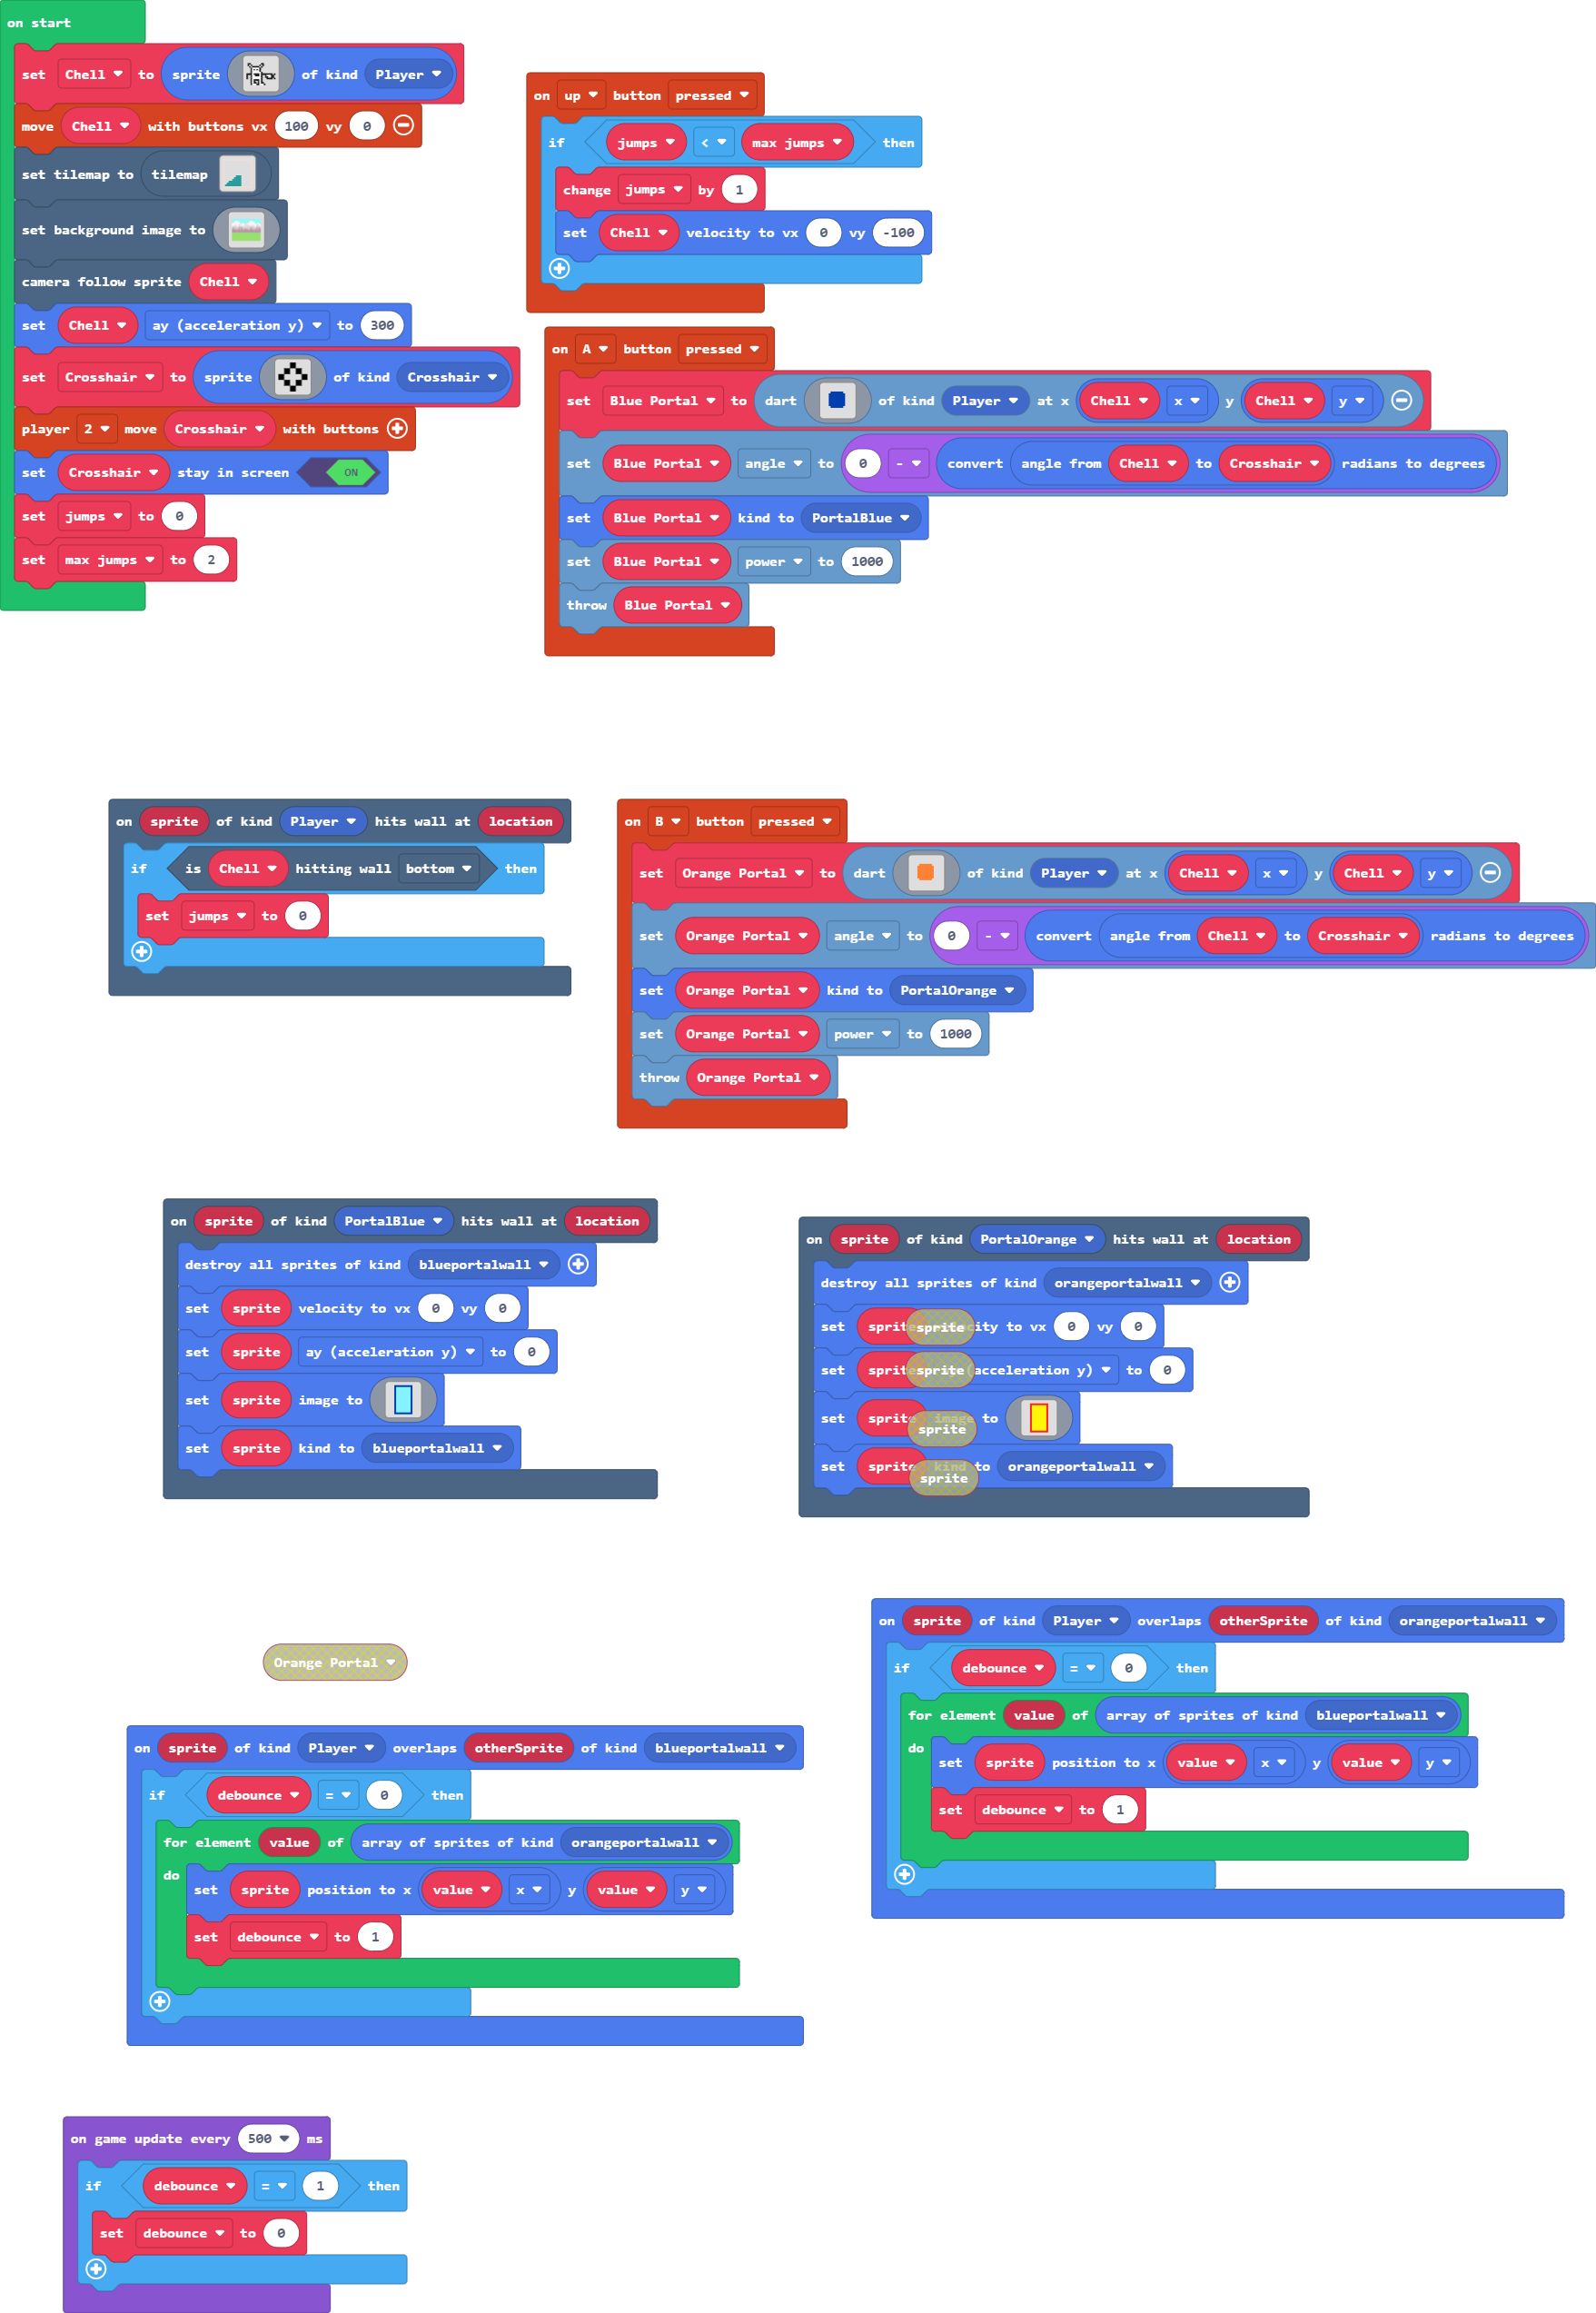 on start
set Chell to sprite of kind Player
move Chell with buttons vx 100 vy 0
set tilemap to tilemap
set background image to
camera follow sprite Chell
set Chell ay (acceleration y) to 300
set Crosshair to sprite of kind Crosshair
player 2 move Crosshair with buttons
set Crosshair stay in screen ON
set jumps to 0
set max jumps to 2
on up button pressed
if jumps < max jumps then
change jumps by 1
set Chell velocity to vx 0 vy -100
on A button pressed
set Blue Portal to dart of kind Player at x Chell x y Chell y
set Blue Portal angle to 0 - convert angle from Chell to Crosshair radians to degrees
set Blue Portal kind to PortalBlue
set Blue Portal power to 1000
throw Blue Portal
on sprite of kind Player hits wall at location
if is Chell hitting wall bottom then
set jumps to 0
on B button pressed
set Orange Portal to dart of kind Player at x Chell x y Chell y
set Orange Portal angle to 0 - convert angle from Chell to Crosshair radians to degrees
set Orange Portal kind to PortalOrange
set Orange Portal power to 1000
throw Orange Portal
on sprite of kind PortalBlue hits wall at location
destroy all sprites of kind blueportalwall
set sprite velocity to vx 0 vy 0
set sprite ay (acceleration y) to 0
set sprite image to
set sprite kind to blueportalwall
on sprite of kind PortalOrange hits wall at location
destroy all sprites of kind orangeportalwall
set sprite to vx 0 vy 0
set sprite (acceleration y) to 0
set sprite image to
set sprite kind to orangeportalwall
sprite
sprite
sprite
sprite
Orange Portal
on sprite of kind Player overlaps otherSprite of kind blueportalwall
if debounce = 0 then
for element value of array of sprites of kind orangeportalwall
do set sprite position to x value x y value y
set debounce to 1
on sprite of kind Player overlaps otherSprite of kind orangeportalwall
if debounce = 0 then
for element value of array of sprites of kind blueportalwall
do set sprite position to x value x y value y
set debounce to 1
on game update every 500 ms
if debounce = 1 then
set debounce to 0